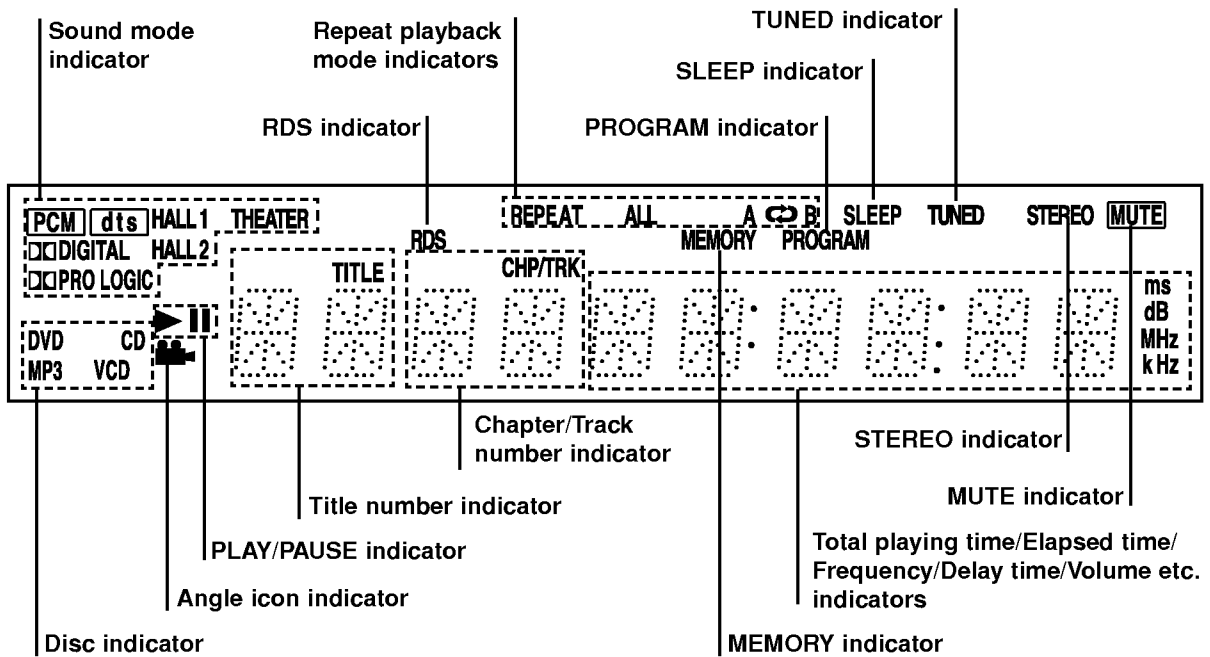 Sound mode
indicator
Repeat playback
mode indicators
TUNED indicator
SLEEP indicator
RDS indicator
PROGRAM indicator
PCM dts HALL 1 THEATER
REPEAT ALL A B SLEEP TUNED STEREO MUTE
RDS MEMORY PROGRAM
DIGITAL HALL 2
PRO LOGIC
TITLE
CHP/TRK
ms
dB
MHz
kHz
DVD CD
MP3 VCD
Chapter/Track
number indicator
STEREO indicator
Title number indicator
MUTE indicator
PLAY/PAUSE indicator
Total playing time/Elapsed time/
Frequency/Delay time/Volume etc.
indicators
Angle icon indicator
Disc indicator
MEMORY indicator